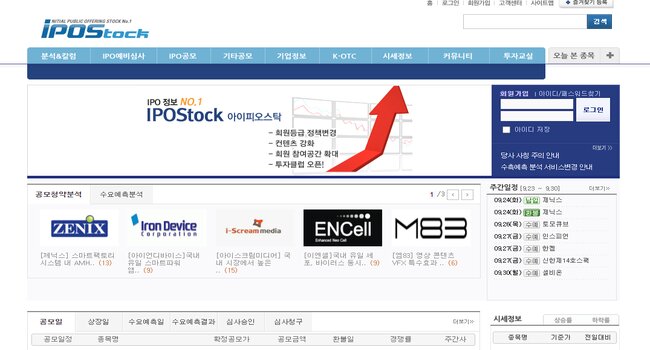 홈 로그인 회원가입 고객센터 사이트맵 즐겨찾기 등록
INITIAL PUBLIC OFFERING STOCK No.1
IPOStock
검색
분석&칼럼 IPO예비심사 IPO공모 기타공모 기업정보 K-OTC 시세정보 커뮤니티 투자교실 오늘 본 종목
IPO 정보 NO.1
IPOStock 아이피오스탁
- 회원등급 정책변경
- 컨텐츠 강화
- 회원 참여공간 확대
- 투자클럽 오픈!
회원가입 | 아이디/패스워드찾기
로그인
아이디 저장
더보기 >>
당사 사칭 주의 안내
수측예측 분석 서비스변경 안내
공모청약분석 수요예측분석 1 /3
ZENIX
Iron Device Corporation
i-Scream media
ENCell
Enhanced New Cell
M83
[제닉스] 스마트팩토리 시스템 내 AMH.. (13)
[아이언디바이스]국내 유일 스마트파워 앰.. (9)
[아이스크림미디어] 국내 시장에서 높은 .. (15)
[이엔셀]국내 유일 세포, 바이러스 동시.. (9)
[엠83] 영상 콘텐츠 VFX 특수효과 .. (6)
주간일정 [9.23 ~ 9.30] 더보기>
09.24(화) 납입 제닉스
09.24(화) 환불 제닉스
09.26(목) 수예 토모큐브
09.27(금) 수예 인스피언
09.27(금) 수예 한켐
09.27(금) 수예 신한제14호스팩
09.30(월) 수예 셀비온
공모일 상장일 수요예측일 수요예측결과 심사승인 심사청구 더보기>>
공모일정 종목명 확정공모가 공모금액 환불일 경쟁률 주간사
시세정보 상승률 하락률
종목명 기준가 전일대비